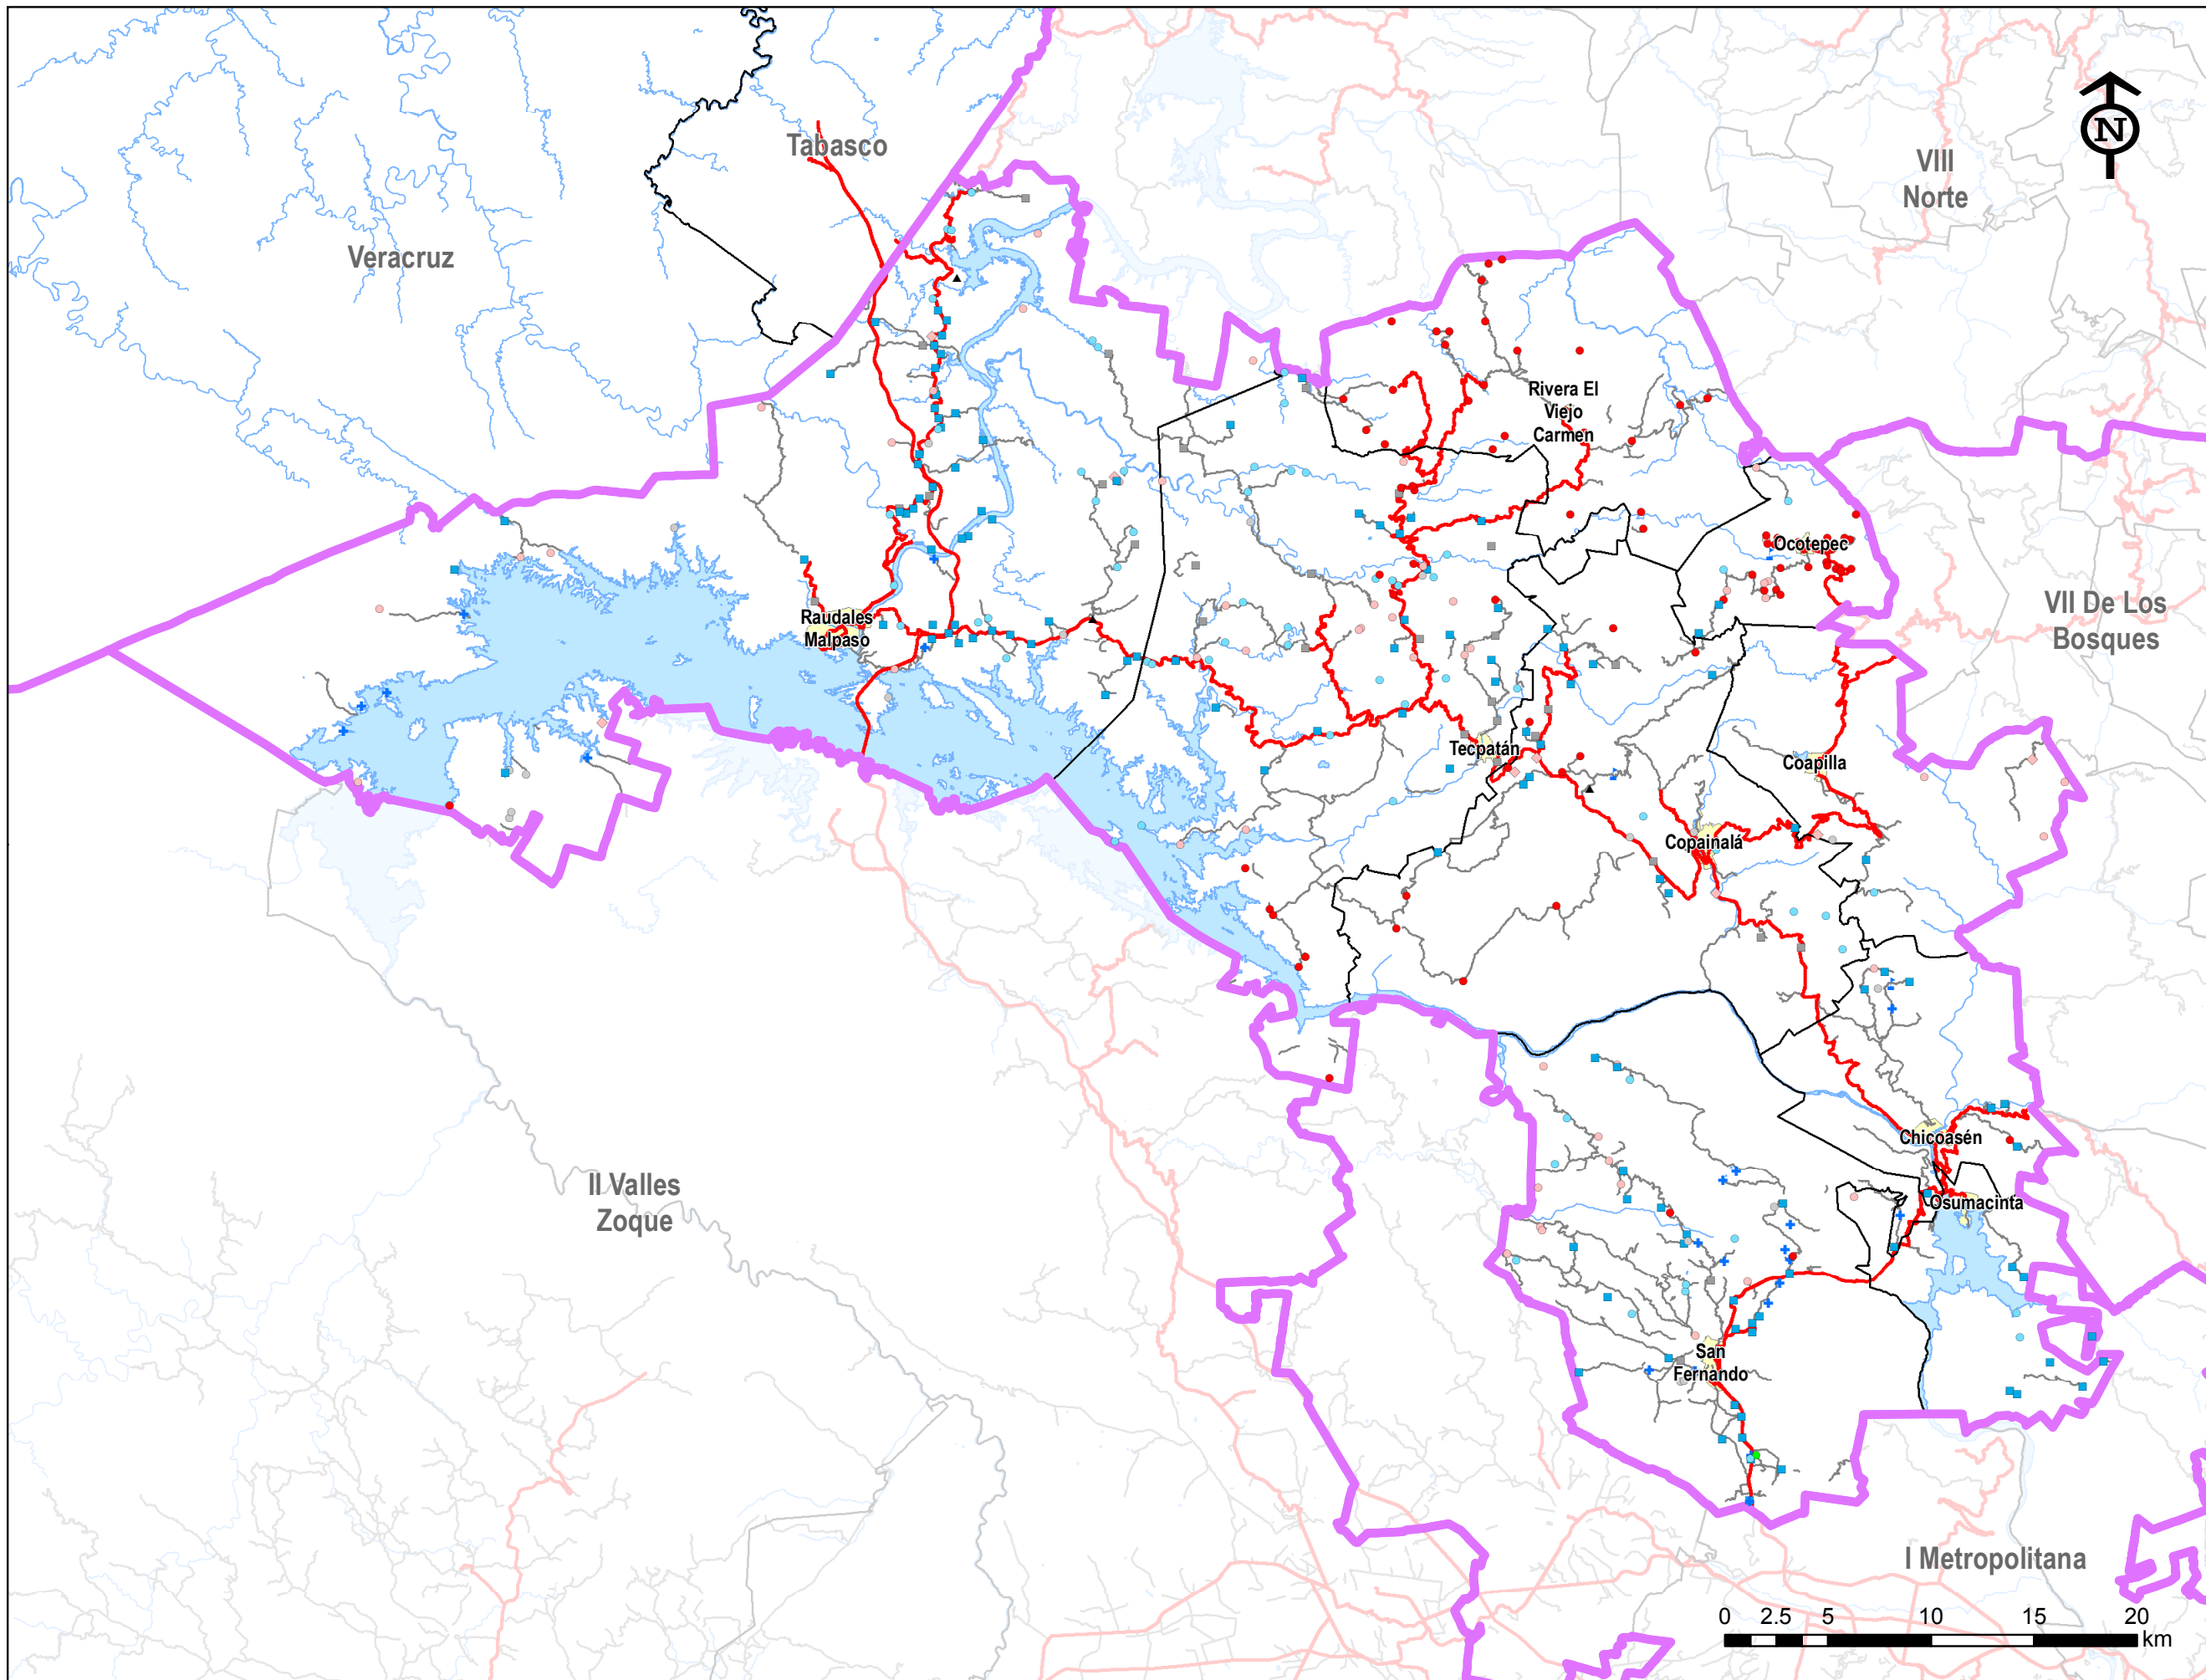 Tabasco
N
VIII
Norte
Veracruz
Rivera El
Viejo
Carmen
Ocotepec
Raudales
Malpaso
VII De Los
Bosques
Tecpatán
Coapilla
Copainalá
Chicoasén
II Valles
Zoque
Osumacinta
San
Fernando
I Metropolitana
0 2.5 5 10 15 20
km